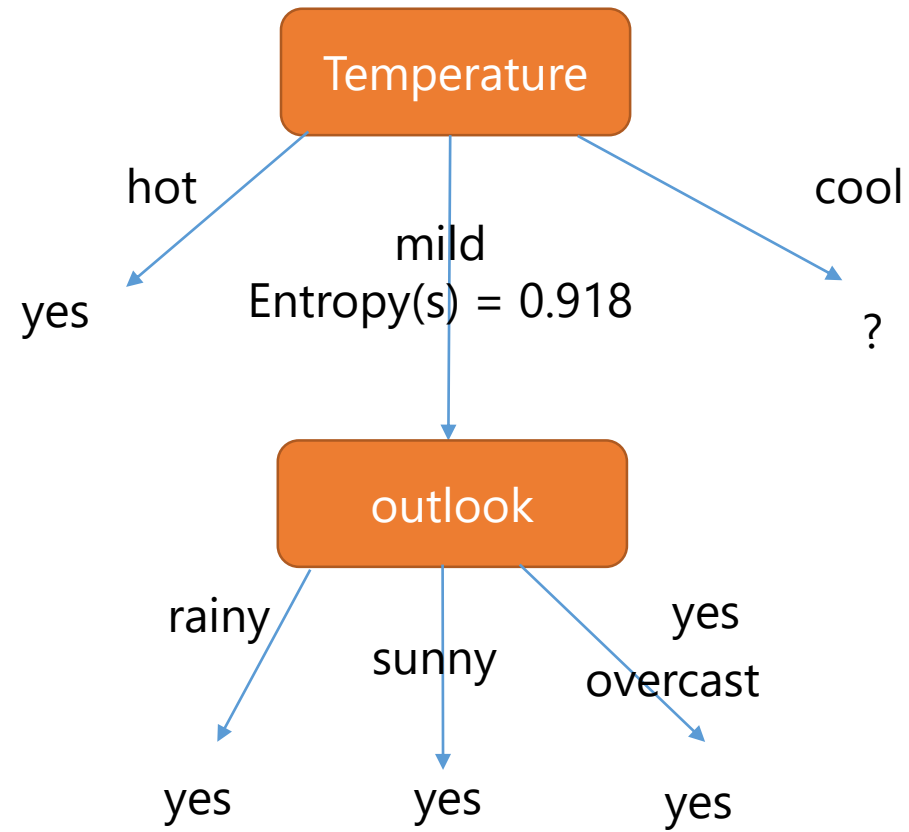 Temperature
hot
cool
mild
Entropy(s) = 0.918
yes
?
outlook
rainy
yes
sunny
overcast
yes
yes
yes